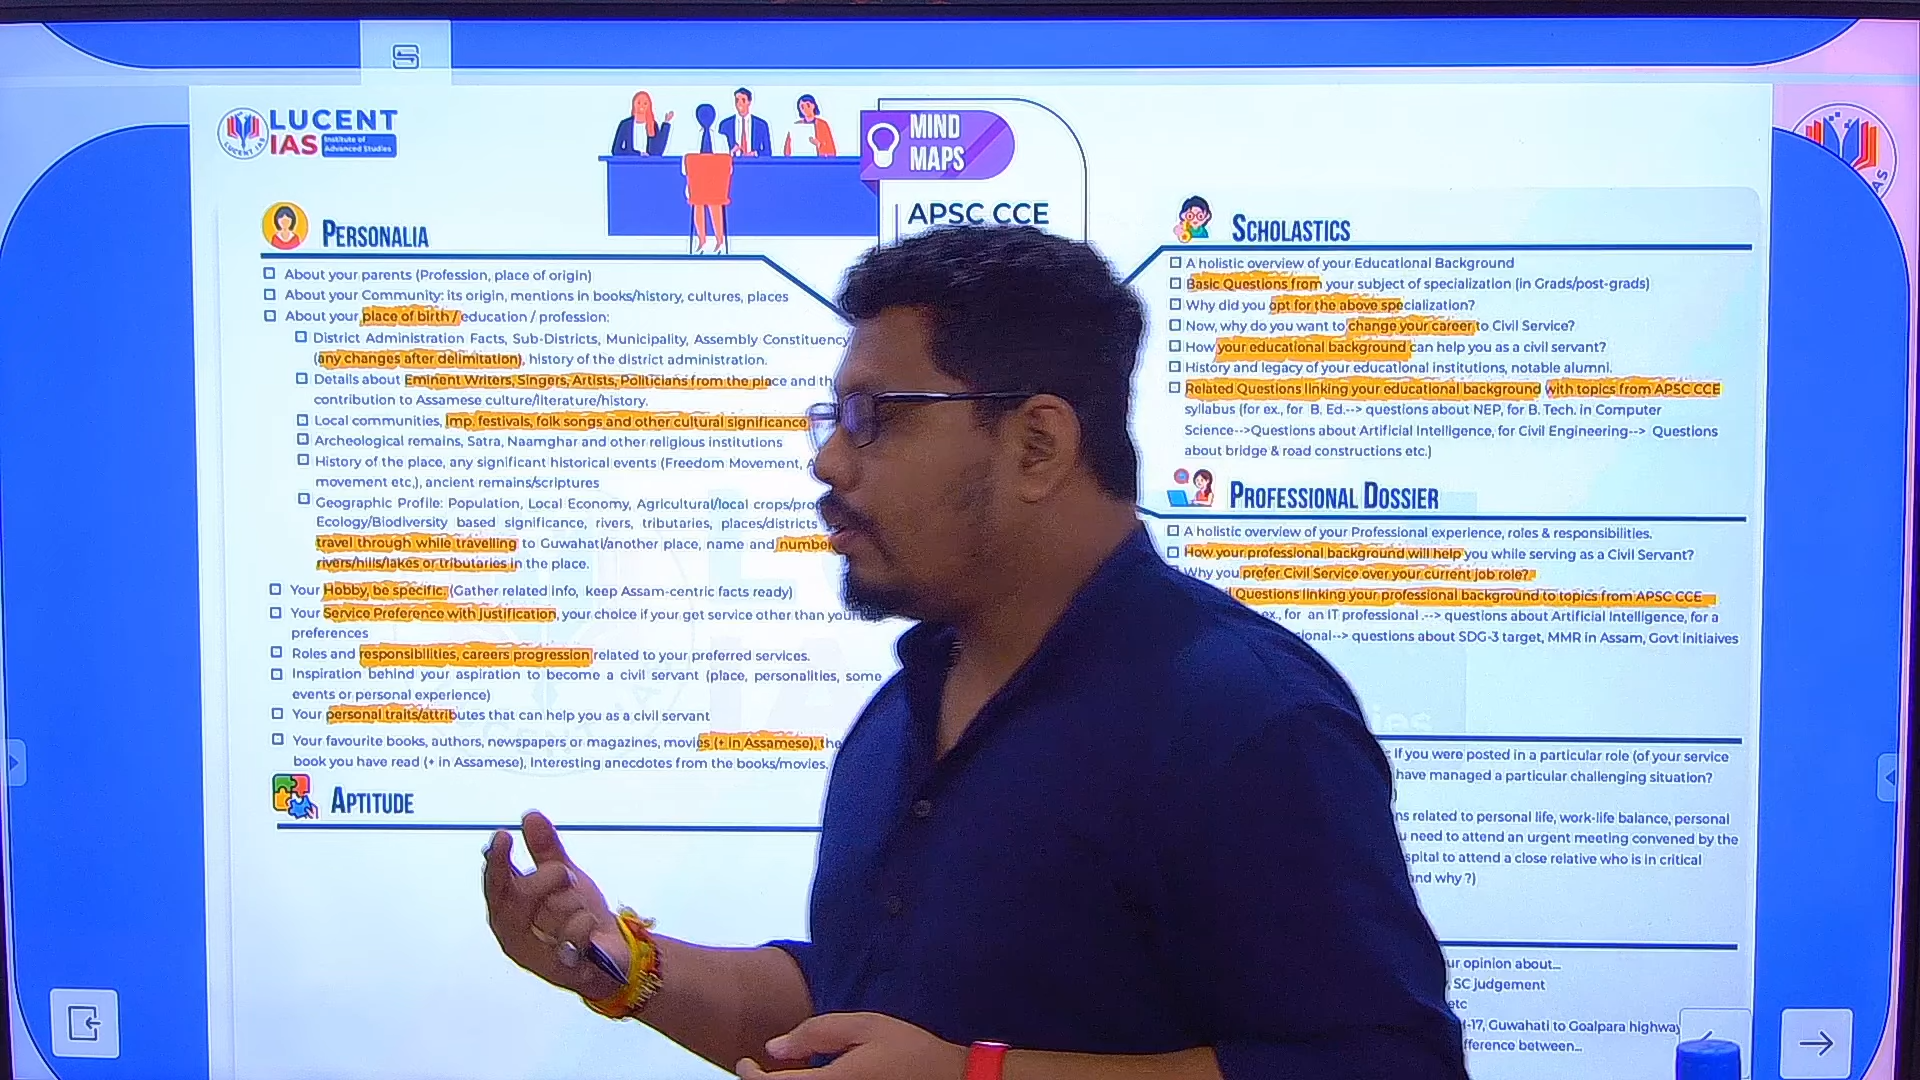 LUCENT
IAS Institute of Advanced Studies
MIND
MAPS
APSC CCE
PERSONALIA
About your parents (Profession, place of origin)
About your Community: its origin, mentions in books/history, cultures, places
About your place of birth / education / profession:
District Administration Facts, Sub-Districts, Municipality, Assembly Constituency
(any changes after delimitation), history of the district administration.
Details about Eminent Writers, Singers, Artists, Politicians from the place and
contribution to Assamese culture/literature/history.
Local communities, imp. festivals, folk songs and other cultural significance
Archeological remains, Satra, Naamghar and other religious institutions
History of the place, any significant historical events (Freedom Movement,
movement etc.), ancient remains/scriptures
Geographic Profile: Population, Local Economy, Agricultural/local crops/
Ecology/Biodiversity based significance, rivers, tributaries, places/districts
travel through while travelling to Guwahati/another place, name and number
rivers/hills/lakes or tributaries in the place.
Your Hobby, be specific. (Gather related info, keep Assam-centric facts ready)
Your Service Preference with justification, your choice if your get service other than your
preferences
Roles and responsibilities, careers progression related to your preferred services.
Inspiration behind your aspiration to become a civil servant (place, personalities, some
events or personal experience)
Your personal traits/attributes that can help you as a civil servant
Your favourite books, authors, newspapers or magazines, movies (+ in Assamese), the
book you have read (+ in Assamese), Interesting anecdotes from the books/movies.
APTITUDE
SCHOLASTICS
A holistic overview of your Educational Background
Basic Questions from your subject of specialization (in Grads/post-grads)
Why did you opt for the above specialization?
Now, why do you want to change your career to Civil Service?
How your educational background can help you as a civil servant?
History and legacy of your educational institutions, notable alumni.
Related Questions linking your educational background with topics from APSC CCE
syllabus (for ex., for B. Ed.--> questions about NEP, for B. Tech. in Computer
Science-->Questions about Artificial Intelligence, for Civil Engineering--> Questions
about bridge & road constructions etc.)
PROFESSIONAL DOSSIER
A holistic overview of your Professional experience, roles & responsibilities.
How your professional background will help you while serving as a Civil Servant?
Why you prefer Civil Service over your current job role?
Questions linking your professional background to topics from APSC CCE
ex., for an IT professional .--> questions about Artificial Intelligence, for a
--> questions about SDG-3 target, MMR in Assam, Govt Initiaives
If you were posted in a particular role (of your service
have managed a particular challenging situation?
related to personal life, work-life balance, personal
need to attend an urgent meeting convened by the
to attend a close relative who is in critical
and why ?)
opinion about...
SC judgement
etc
-17, Guwahati to Goalpara highway
between...